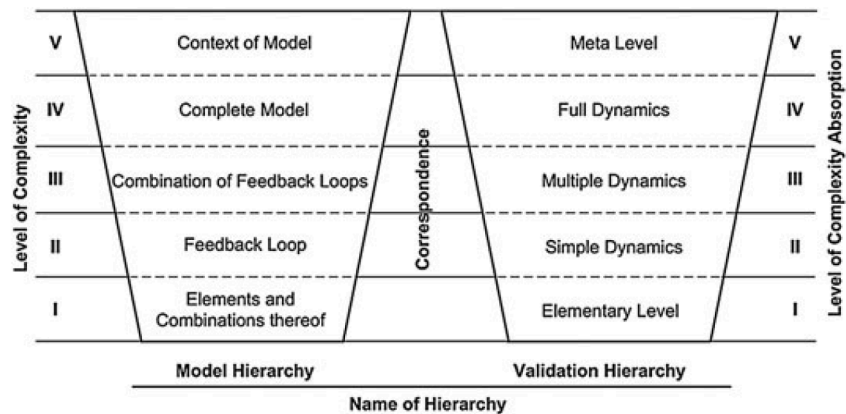 V
Context of Model
Meta Level
V
IV
Complete Model
Full Dynamics
IV
III
Combination of Feedback Loops
Multiple Dynamics
III
II
Feedback Loop
Simple Dynamics
II
I
Elements and
Combinations thereof
Elementary Level
I
Level of Complexity
Correspondence
Level of Complexity Absorption
Model Hierarchy
Validation Hierarchy
Name of Hierarchy